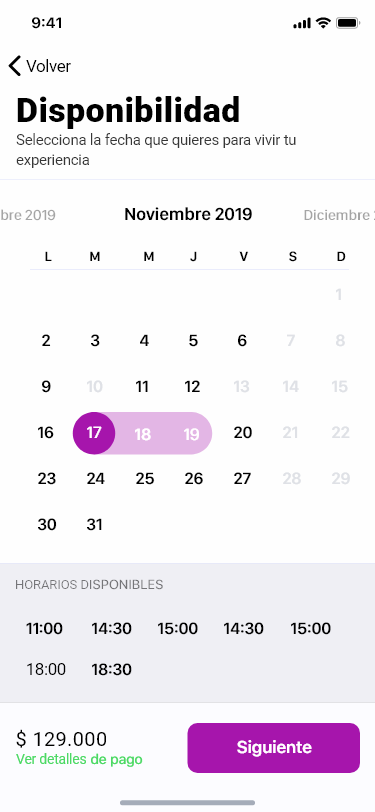 9:41
Volver
Disponibilidad
Selecciona la fecha que quieres para vivir tu
experiencia
bre 2019 Noviembre 2019 Diciembre
L M M J V S D
1
2 3 4 5 6 7 8
9 10 11 12 13 14 15
16 17 18 19 20 21 22
23 24 25 26 27 28 29
30 31
HORARIOS DISPONIBLES
11:00 14:30 15:00 14:30 15:00
18:00 18:30
$ 129.000
Ver detalles de pago
Siguiente